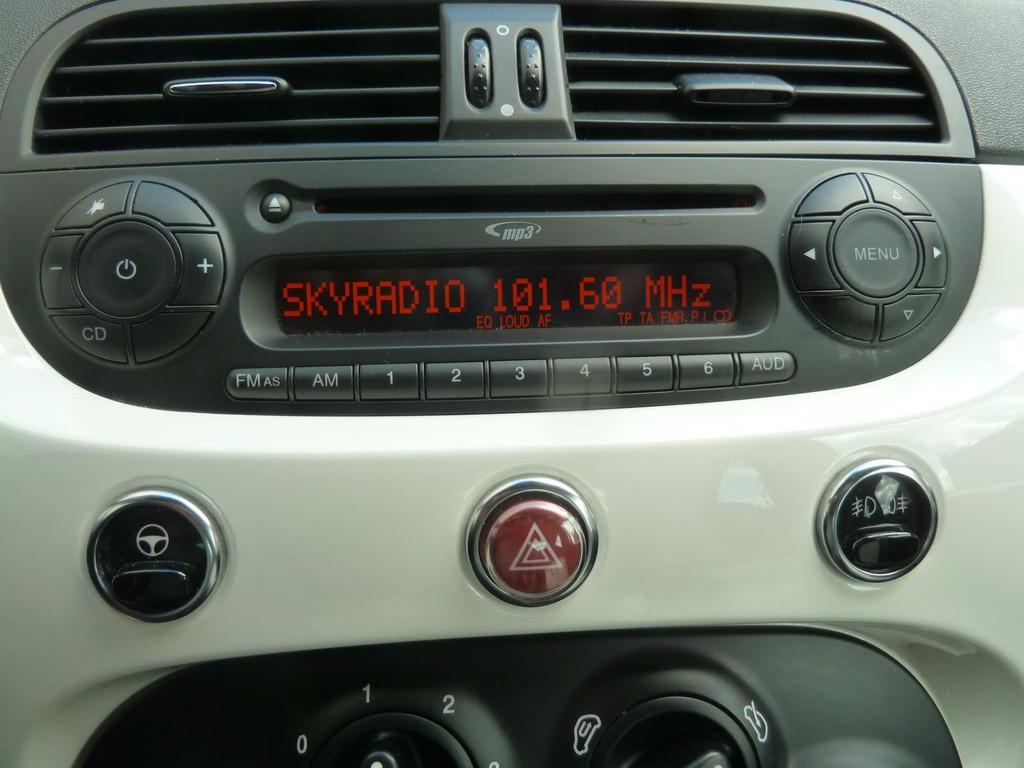 mp3
SKYRADIO 101.60 MHz
EQ LOUD AF TP TA
CD
MENU
FM AS AM 1 2 3 4 5 6 AUD
0 1 2